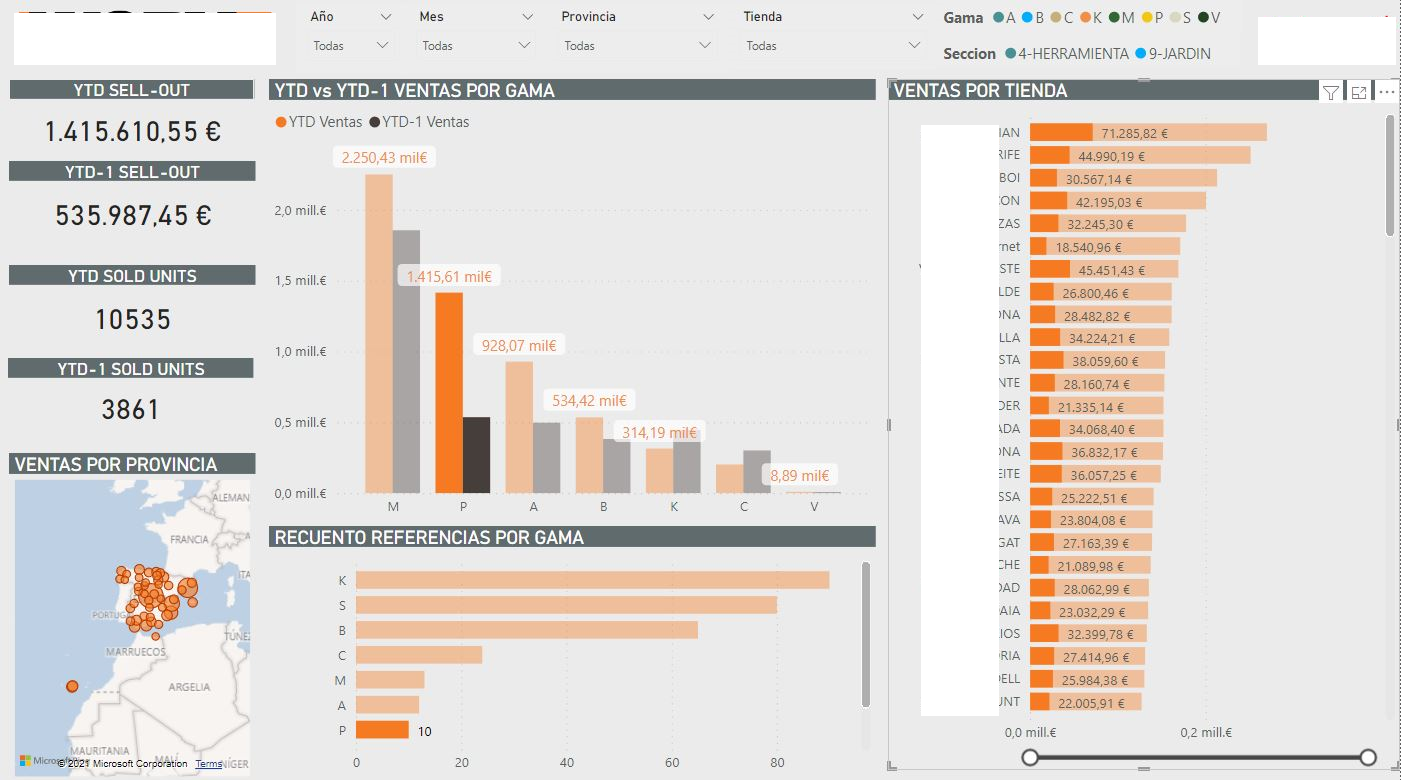 Año Mes Provincia Tienda
Todas Todas Todas Todas
Gama A B C K M P S V
Seccion 4-HERRAMIENTA 9-JARDIN
YTD SELL-OUT
1.415.610,55 €
YTD-1 SELL-OUT
535.987,45 €
YTD SOLD UNITS
10535
YTD-1 SOLD UNITS
3861
VENTAS POR PROVINCIA
ALEMAN
FRANCIA
ITA
PORTUG
TÚNEZ
MARRUECOS
ARGELIA
MAURITANIA
MALÍ
NÍGER
Microsoft
© 2021 Microsoft Corporation Terms
YTD vs YTD-1 VENTAS POR GAMA
YTD Ventas YTD-1 Ventas
2.250,43 mil€
2,0 mill.€
1,5 mill.€
1.415,61 mil€
1,0 mill.€
928,07 mil€
534,42 mil€
0,5 mill.€
314,19 mil€
8,89 mil€
0,0 mill.€
M P A B K C V
RECUENTO REFERENCIAS POR GAMA
K
S
B
C
M
A
P 10
0 20 40 60 80
VENTAS POR TIENDA
IAN 71.285,82 €
RIFE 44.990,19 €
BOI 30.567,14 €
CON 42.195,03 €
ZAS 32.245,30 €
rnet 18.540,96 €
STE 45.451,43 €
LDE 26.800,46 €
ONA 28.482,82 €
LLA 34.224,21 €
STA 38.059,60 €
NTE 28.160,74 €
DER 21.335,14 €
ADA 34.068,40 €
ONA 36.832,17 €
EITE 36.057,25 €
SSA 25.222,51 €
AVA 23.804,08 €
GAT 27.163,39 €
CHE 21.089,98 €
DAD 28.062,99 €
AIA 23.032,29 €
IOS 32.399,78 €
RIA 27.414,96 €
DELL 25.984,38 €
UNT 22.005,91 €
0,0 mill.€ 0,2 mill.€